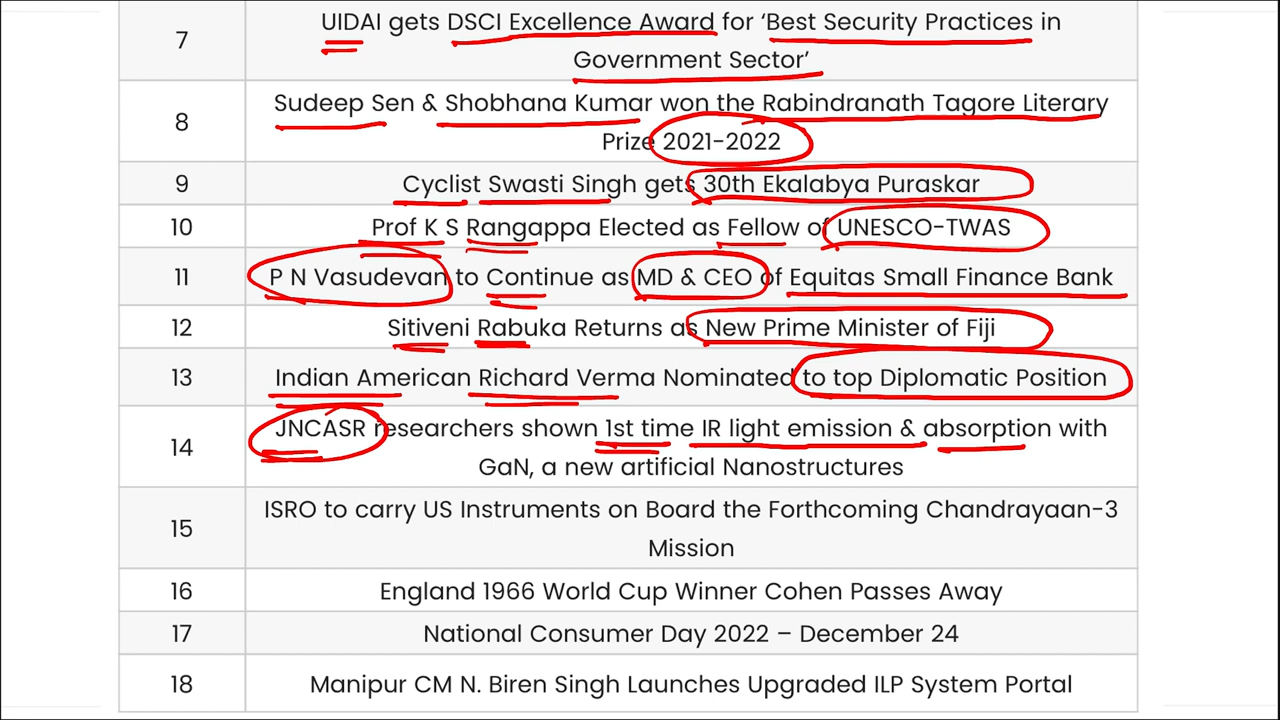 7
UIDAI gets DSCI Excellence Award for ‘Best Security Practices in
Government Sector’
8
Sudeep Sen & Shobhana Kumar won the Rabindranath Tagore Literary
Prize 2021-2022
9
Cyclist Swasti Singh gets 30th Ekalabya Puraskar
10
Prof K S Rangappa Elected as Fellow of UNESCO-TWAS
11
P N Vasudevan to Continue as MD & CEO of Equitas Small Finance Bank
12
Sitiveni Rabuka Returns as New Prime Minister of Fiji
13
Indian American Richard Verma Nominated to top Diplomatic Position
14
JNCASR researchers shown 1st time IR light emission & absorption with
GaN, a new artificial Nanostructures
15
ISRO to carry US Instruments on Board the Forthcoming Chandrayaan-3
Mission
16
England 1966 World Cup Winner Cohen Passes Away
17
National Consumer Day 2022 – December 24
18
Manipur CM N. Biren Singh Launches Upgraded ILP System Portal